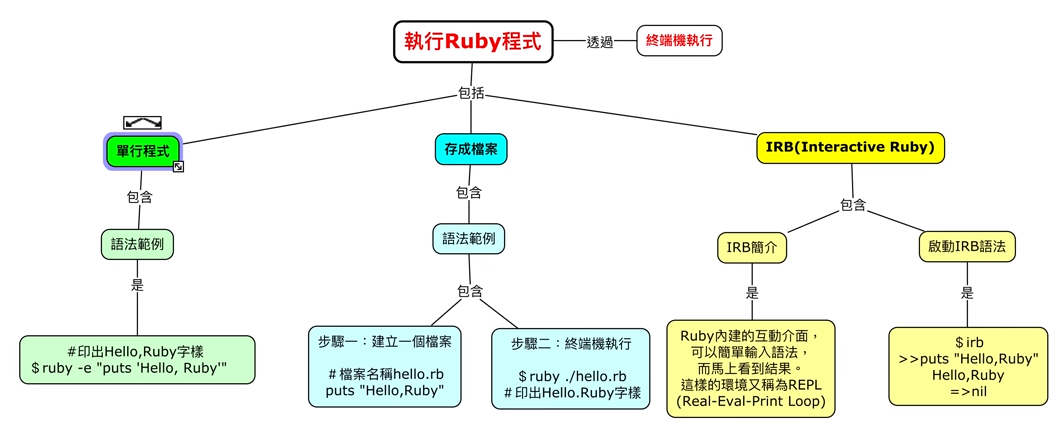 執行Ruby程式
透過
終端機執行
包括
單行程式
存成檔案
IRB(Interactive Ruby)
包含
包含
包含
語法範例
語法範例
IRB簡介
啟動IRB語法
是
包含
是
是
#印出Hello,Ruby字樣
$ruby -e "puts 'Hello, Ruby'"
步驟一：建立一個檔案
#檔案名稱hello.rb
puts "Hello,Ruby"
步驟二：終端機執行
$ruby ./hello.rb
#印出Hello.Ruby字樣
Ruby內建的互動介面，
可以簡單輸入語法，
而馬上看到結果。
這樣的環境又稱為REPL
(Real-Eval-Print Loop)
$irb
>>puts "Hello,Ruby"
Hello,Ruby
=>nil